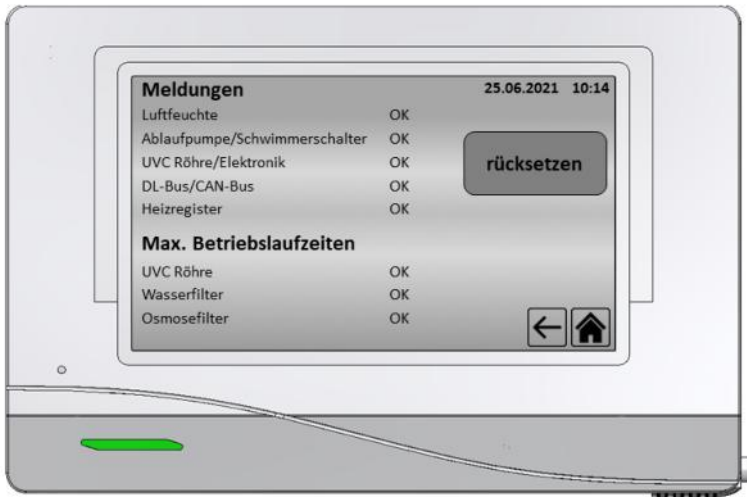 Meldungen 25.06.2021 10:14
Luftfeuchte OK
Ablaufpumpe/Schwimmerschalter OK
UVC Röhre/Elektronik OK
rücksetzen
DL-Bus/CAN-Bus OK
Heizregister OK
Max. Betriebslaufzeiten
UVC Röhre OK
Wasserfilter OK
Osmosefilter OK